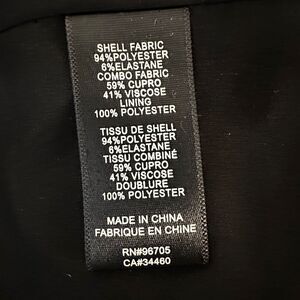 SHELL FABRIC
94%POLYESTER
6%ELASTANE
COMBO FABRIC
59% CUPRO
41% VISCOSE
LINING
100% POLYESTER
TISSU DE SHELL
94%POLYESTER
6%ELASTANE
TISSU COMBINÉ
59% CUPRO
41% VISCOSE
DOUBLURE
100% POLYESTER
MADE IN CHINA
FABRIQUE EN CHINE
RN#96705
CA#34460